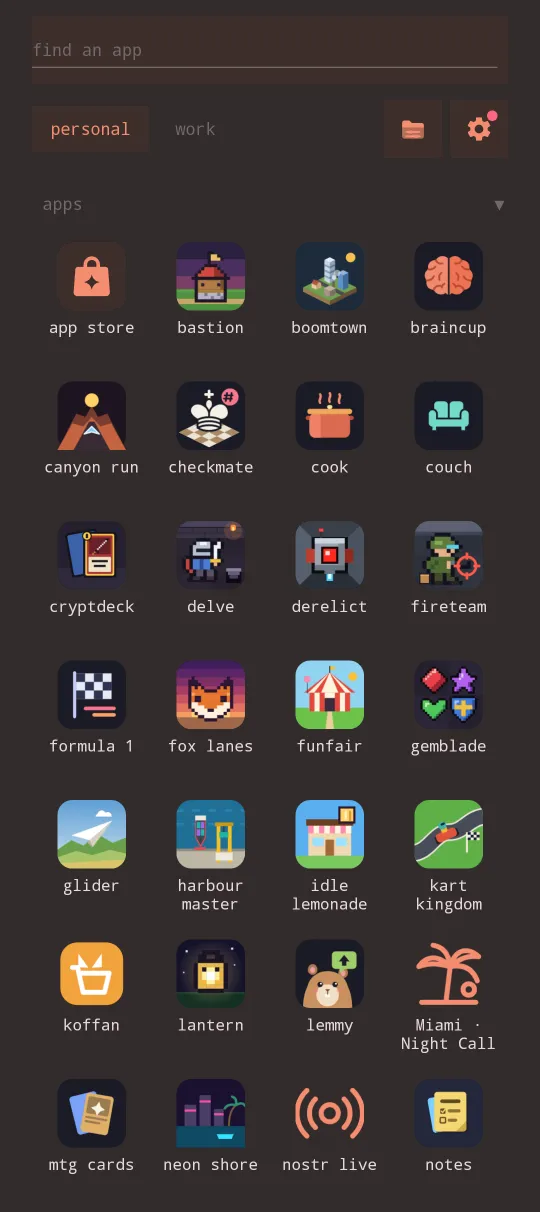 find an app
personal work
apps ▼
app store bastion boomtown braincup
#
canyon run checkmate cook couch
cryptdeck delve derelict fireteam
formula 1 fox lanes funfair gemblade
glider harbour idle kart
master lemonade kingdom
koffan lantern lemmy Miami ·
Night Call
mtg cards neon shore nostr live notes